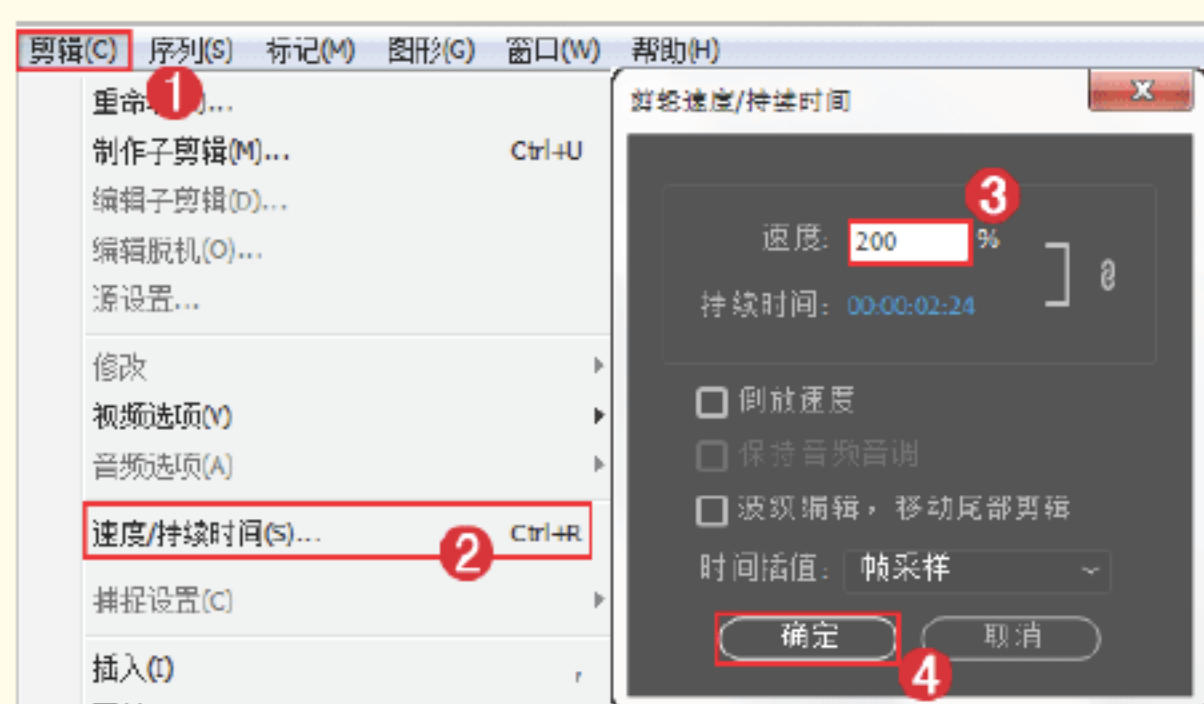 剪辑(C) 序列(S) 标记(M) 图形(G) 窗口(W) 帮助(H)
1
重命
制作子剪辑(M)... Ctrl+U
编辑子剪辑(D)...
编辑脱机(O)...
源设置...
修改
视频选项(V)
音频选项(A)
速度/持续时间(S)... Ctrl+R
2
捕捉设置(C)
插入(I) ,
剪辑速度/持续时间
3
速度: 200 %
持续时间: 00:00:02:24
倒放速度
保持音频音调
波纹编辑，移动尾部剪辑
时间插值: 帧采样
确定 取消
4